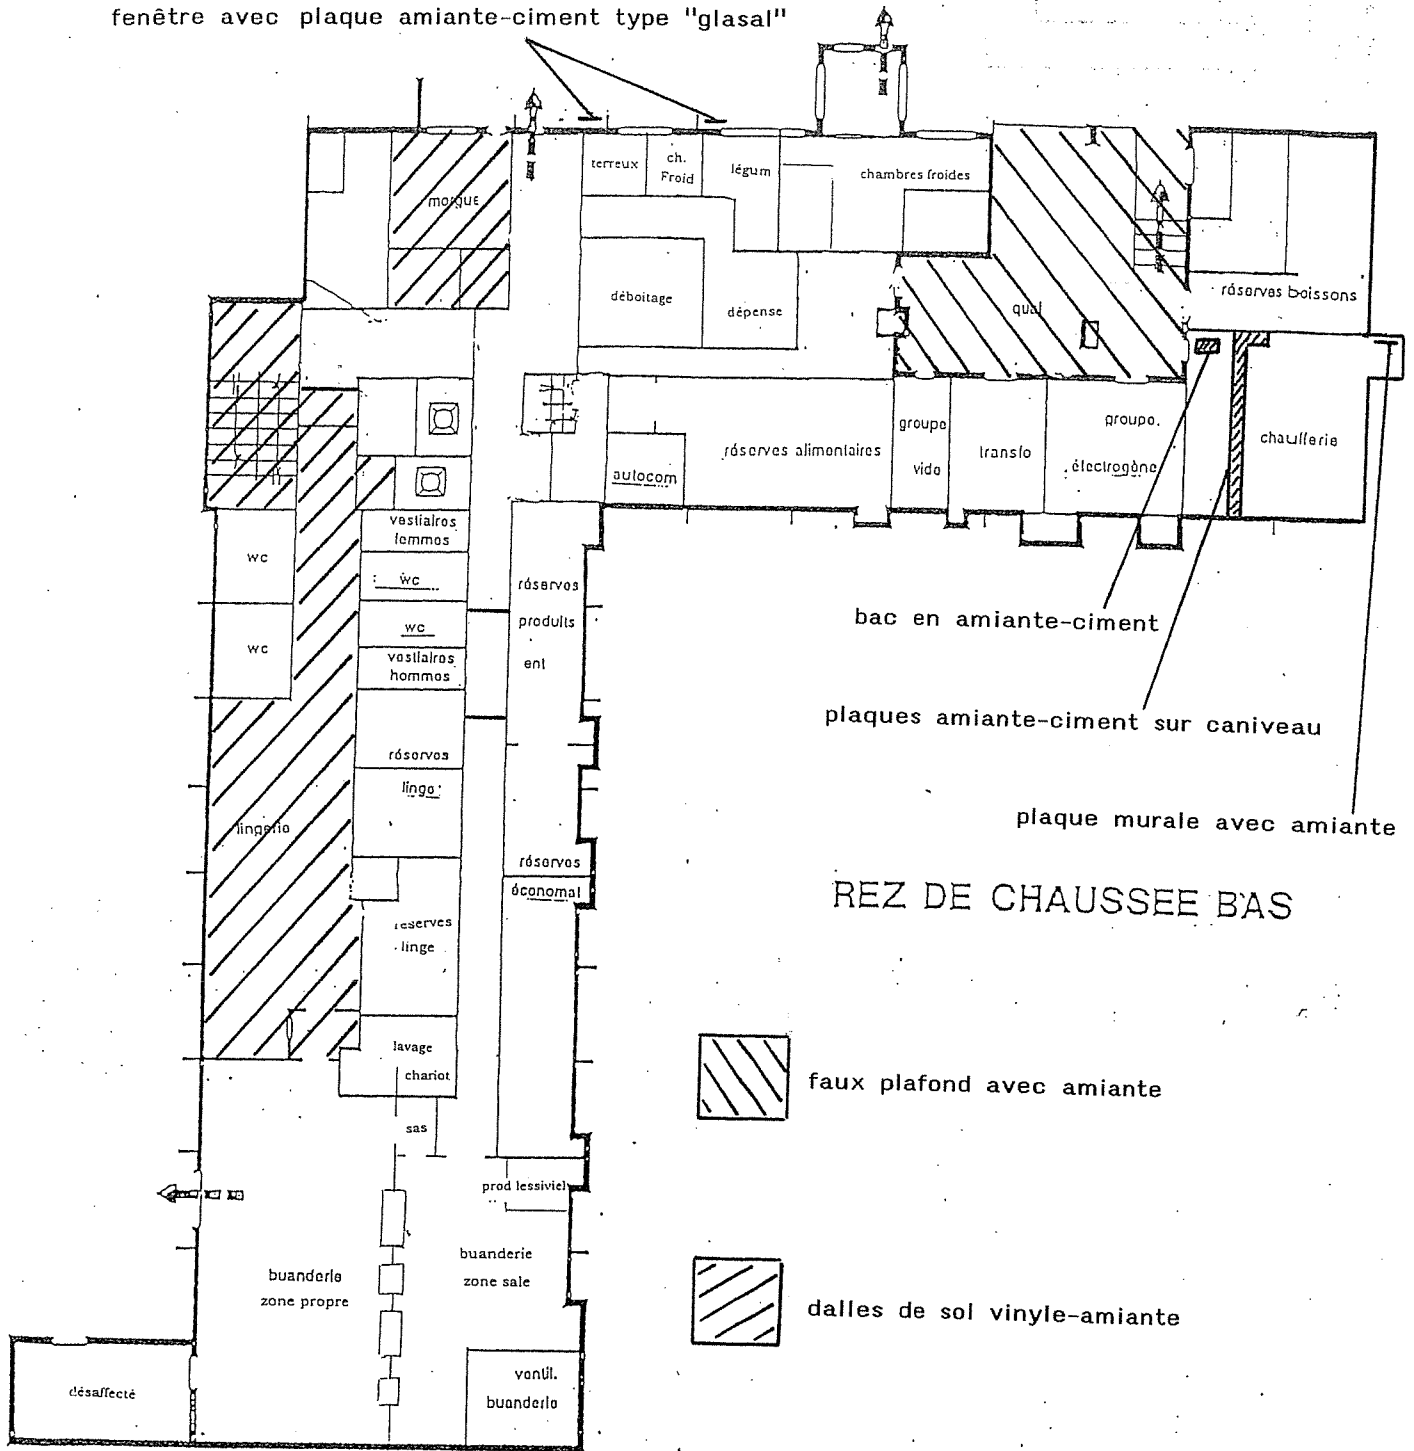 fenêtre avec plaque amiante-ciment type "glasal"
terreux
ch.
Froid
légum
chambres froides
morgue
déboitage
dépense
quai
réserves boissons
groupe
vide
transfo
groupe.
électrogène
chaufferie
réserves alimentaires
autocom
vestiaires
femmes
wc
wc
wc
wc
vestiaires
hommes
réserves
produits
ent
bac en amiante-ciment
plaques amiante-ciment sur caniveau
plaque murale avec amiante
réserves
linge
lingerie
réserves
économat
REZ DE CHAUSSEE BAS
réserves
linge
lavage
chariot
faux plafond avec amiante
sas
prod lessiviel
buanderie
zone sale
buanderie
zone propre
dalles de sol vinyle-amiante
ventil.
buanderie
désaffecté